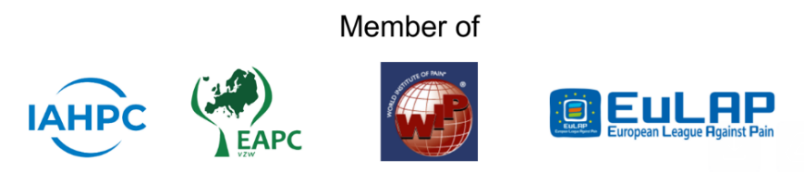 Member of
IAHPC
EAPC
VZW
WORLD INSTITUTE OF PAIN®
WIP
EuLAP
European League Against Pain
EuLAP
European League Against Pain